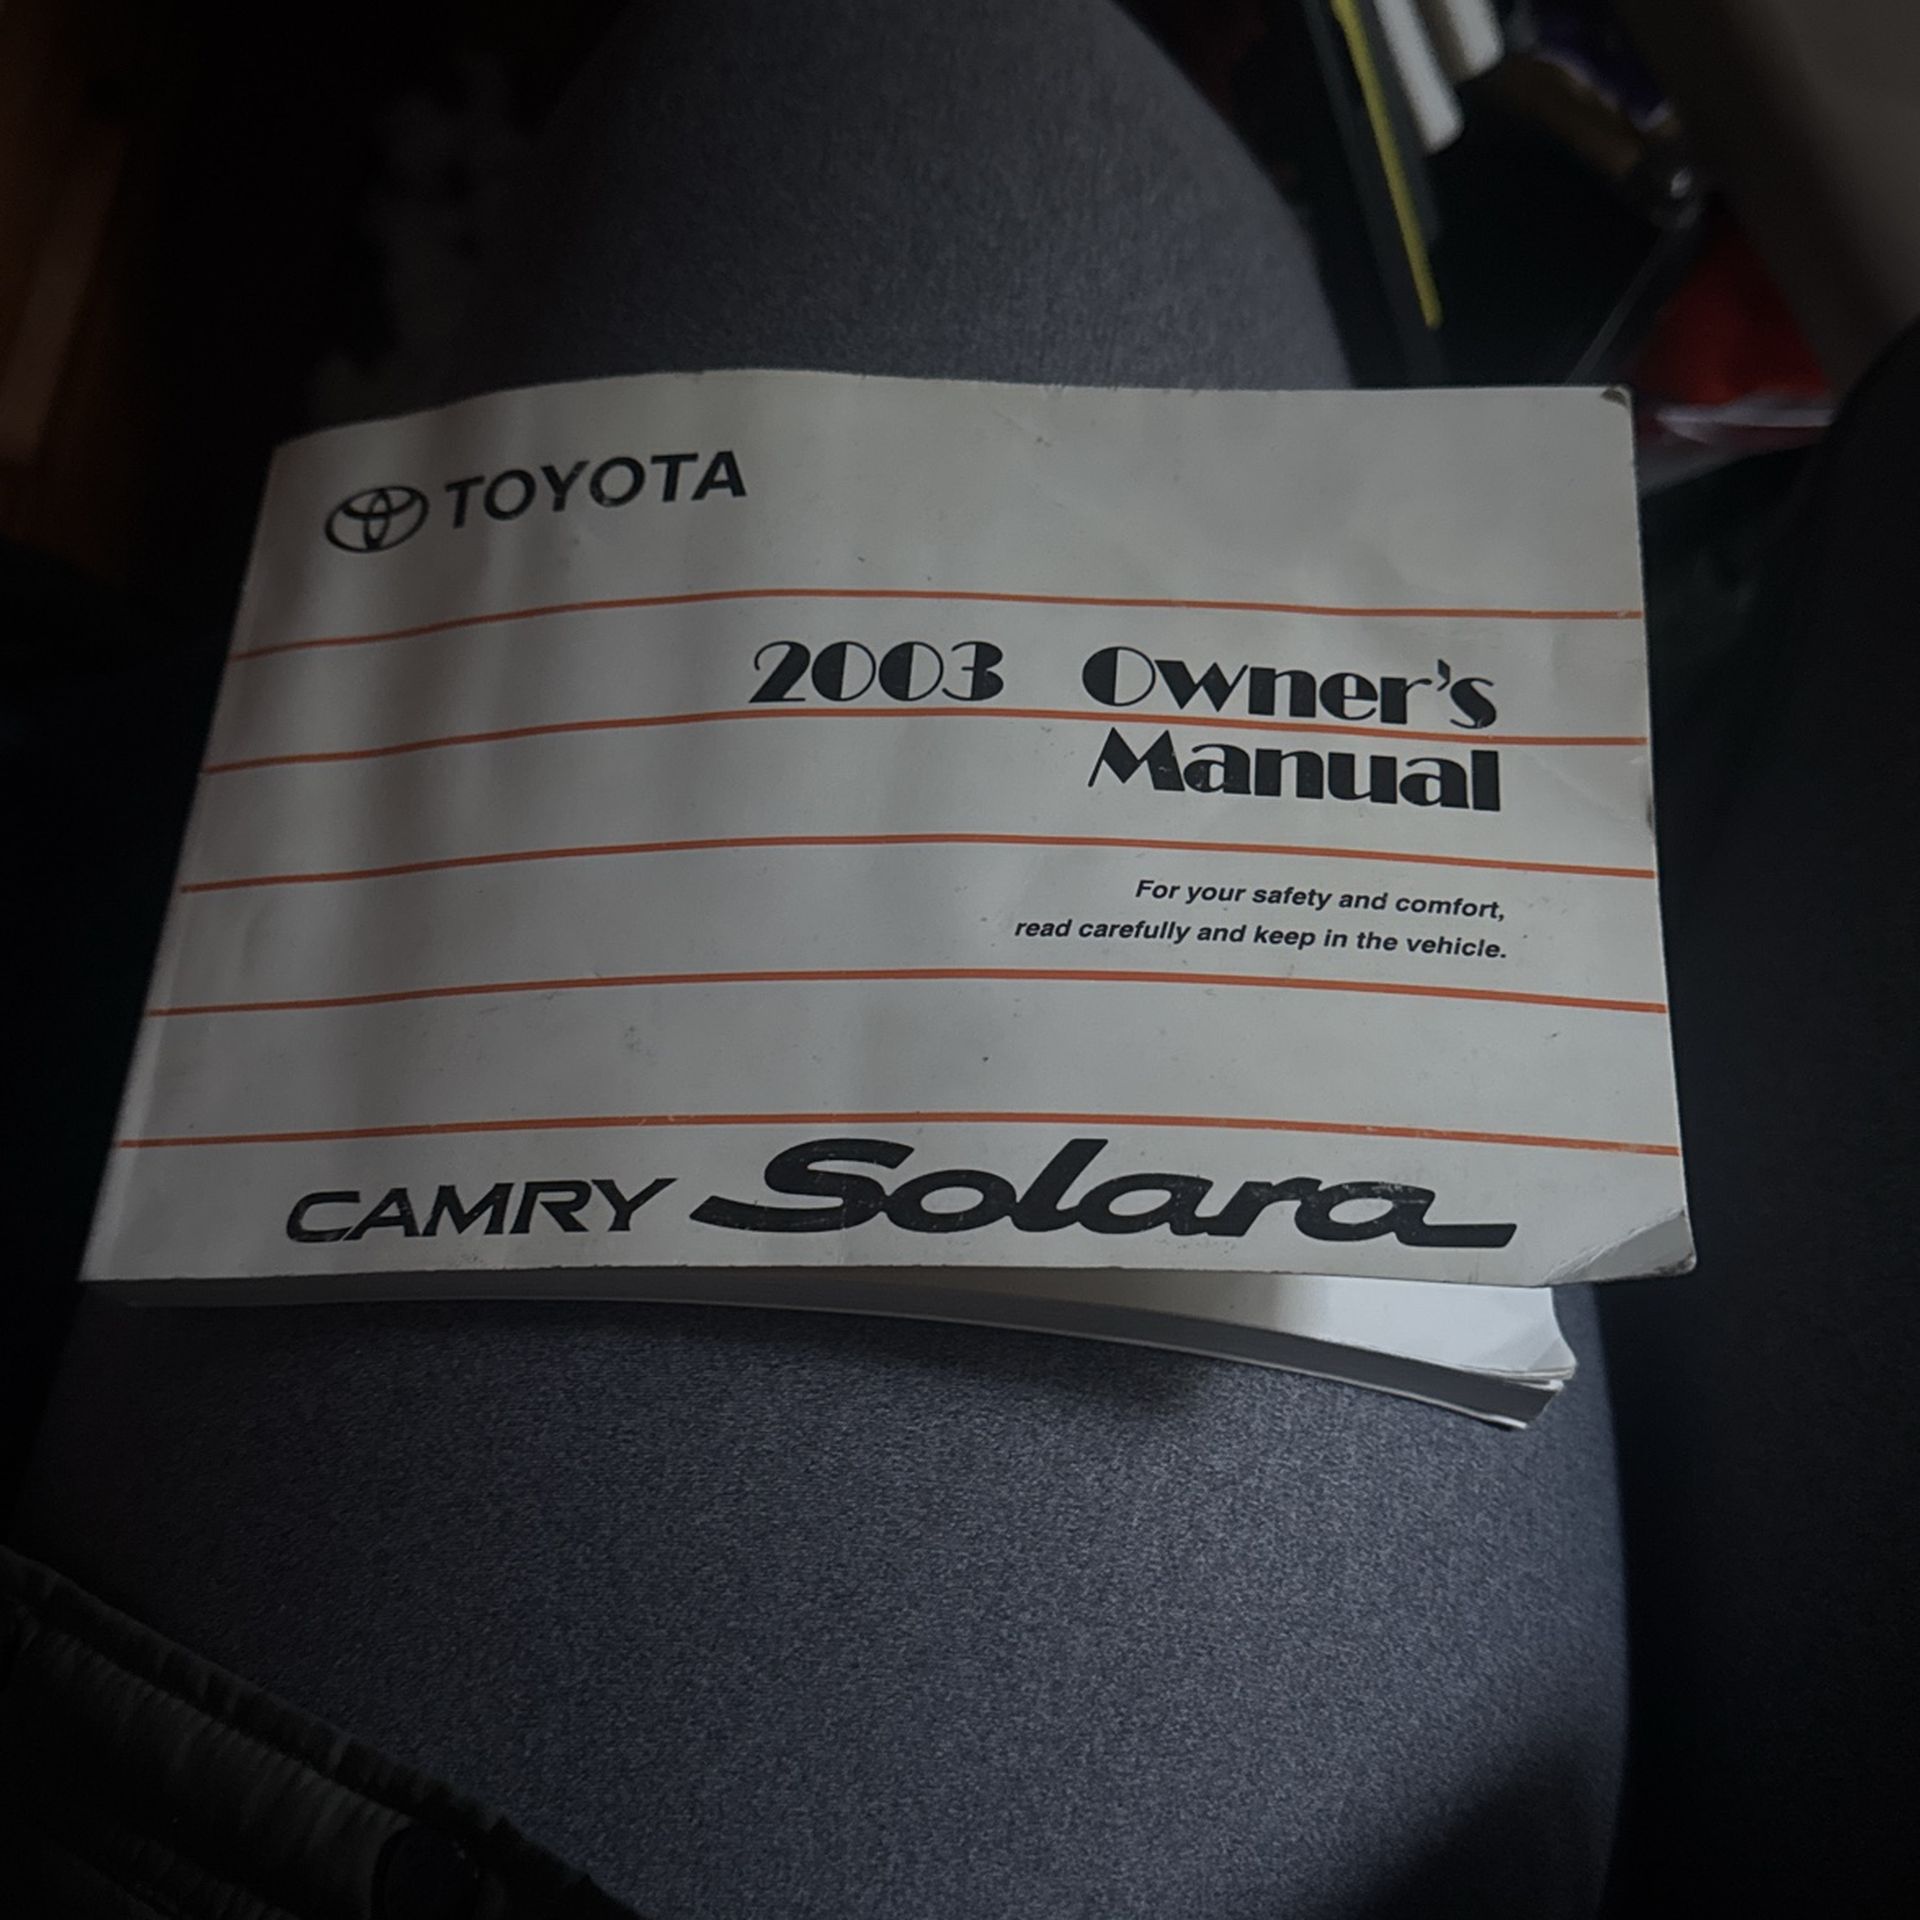 TOYOTA
2003 Owner's
Manual
For your safety and comfort,
read carefully and keep in the vehicle.
CAMRY Solara